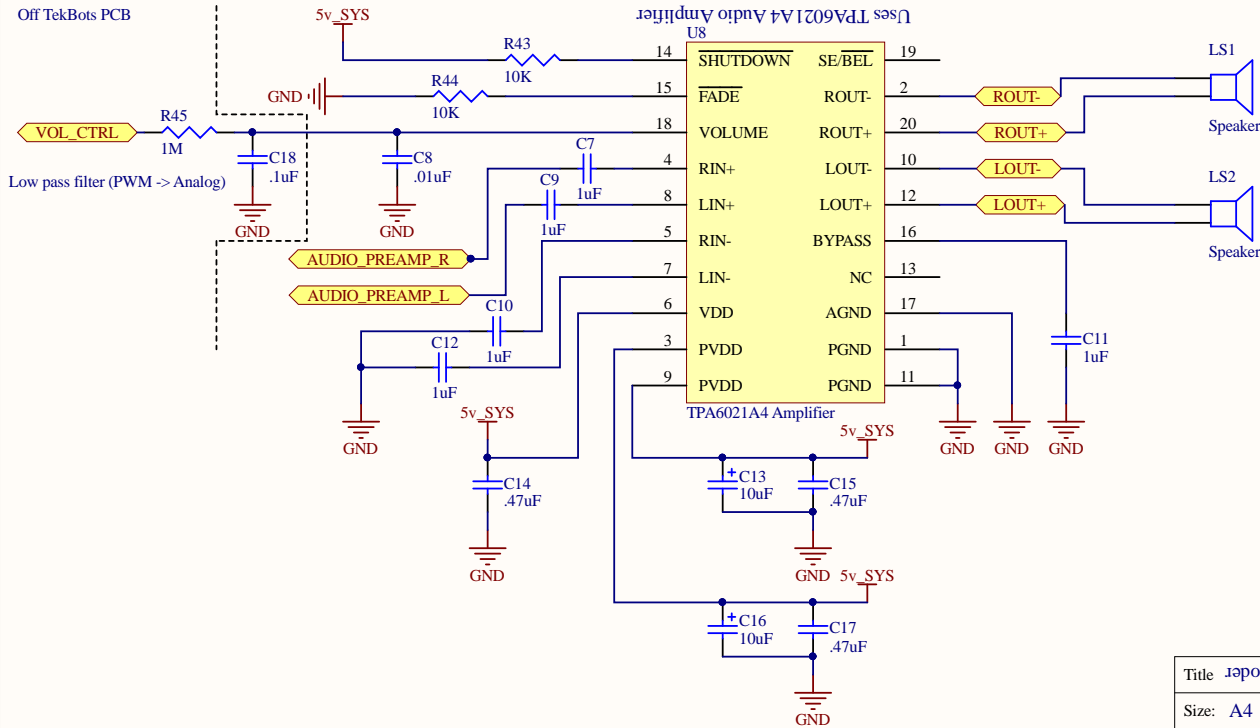 Off TekBots PCB
Uses TPA6021A4 Audio Amplifier
5v_SYS
U8
R43
10K
14
SHUTDOWN
SE/BEL
19
LS1
Speaker
GND
R44
10K
15
FADE
ROUT-
2
ROUT-
VOL_CTRL
R45
1M
18
VOLUME
ROUT+
20
ROUT+
C18
.1uF
C8
.01uF
C7
1uF
4
RIN+
LOUT-
10
LOUT-
LS2
Speaker
Low pass filter (PWM -> Analog)
GND
GND
C9
1uF
8
LIN+
LOUT+
12
LOUT+
5
RIN-
BYPASS
16
AUDIO_PREAMP_R
7
LIN-
NC
13
AUDIO_PREAMP_L
C10
1uF
6
VDD
AGND
17
C12
1uF
3
PVDD
PGND
1
C11
1uF
9
PVDD
PGND
11
TPA6021A4 Amplifier
GND
5v_SYS
GND
GND
GND
C14
.47uF
GND
5v_SYS
C13
10uF
C15
.47uF
GND
5v_SYS
C16
10uF
C17
.47uF
GND
Title
oder
Size: A4